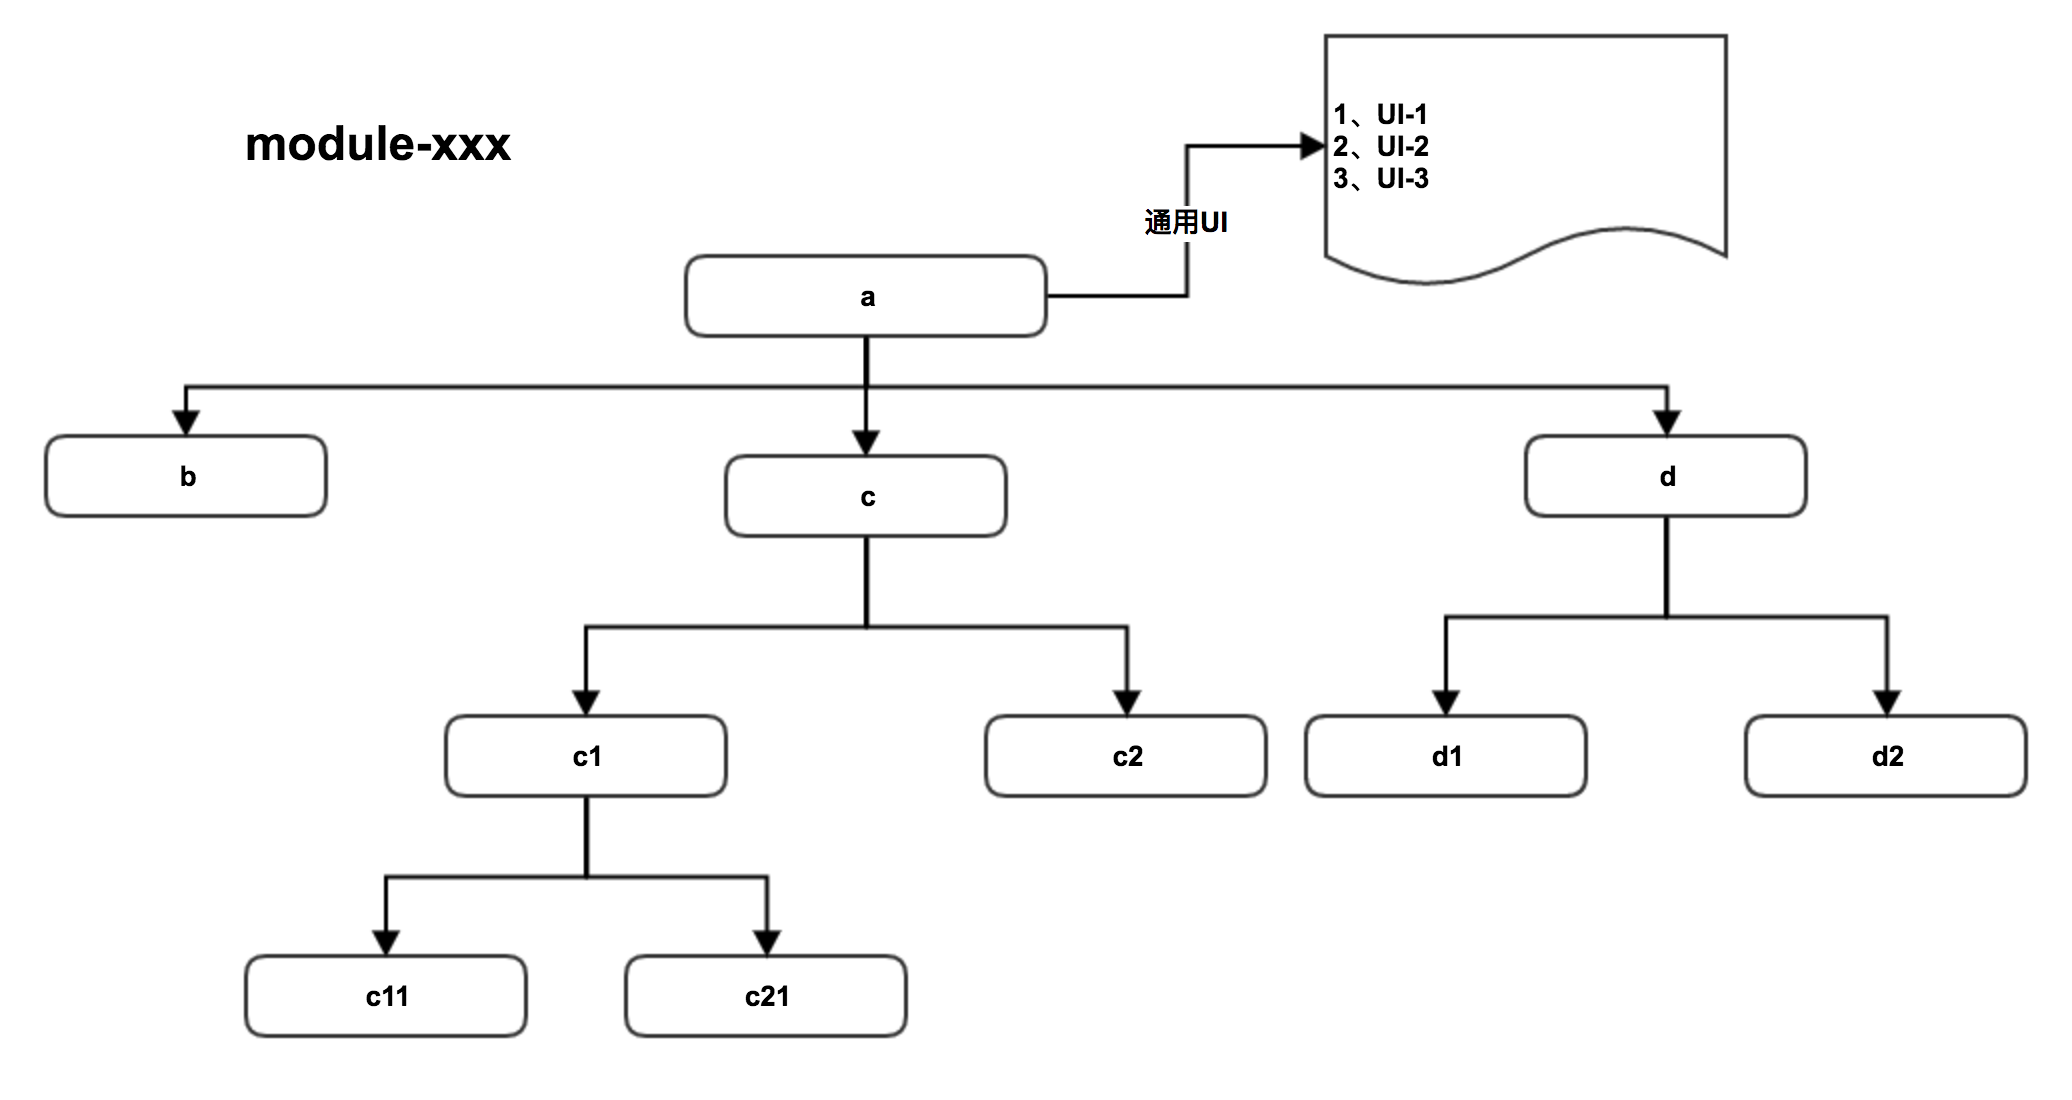 module-xxx
1、UI-1
2、UI-2
3、UI-3
通用UI
a
b
c
d
c1
c2
d1
d2
c11
c21